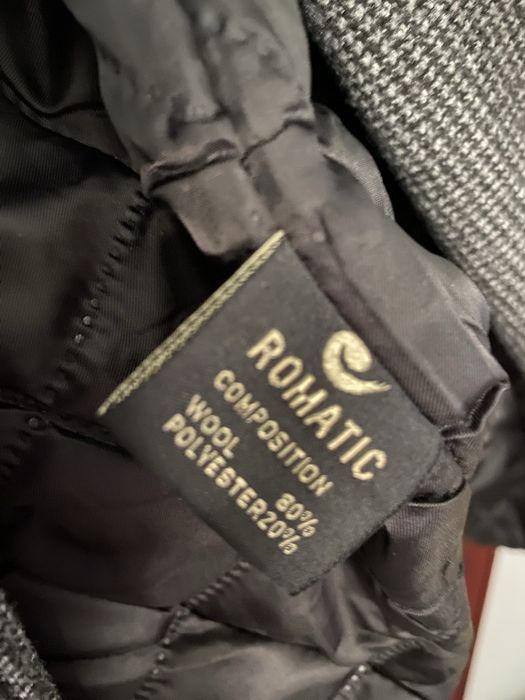 ROMATIC
COMPOSITION
WOOL 80%
POLYESTER20%